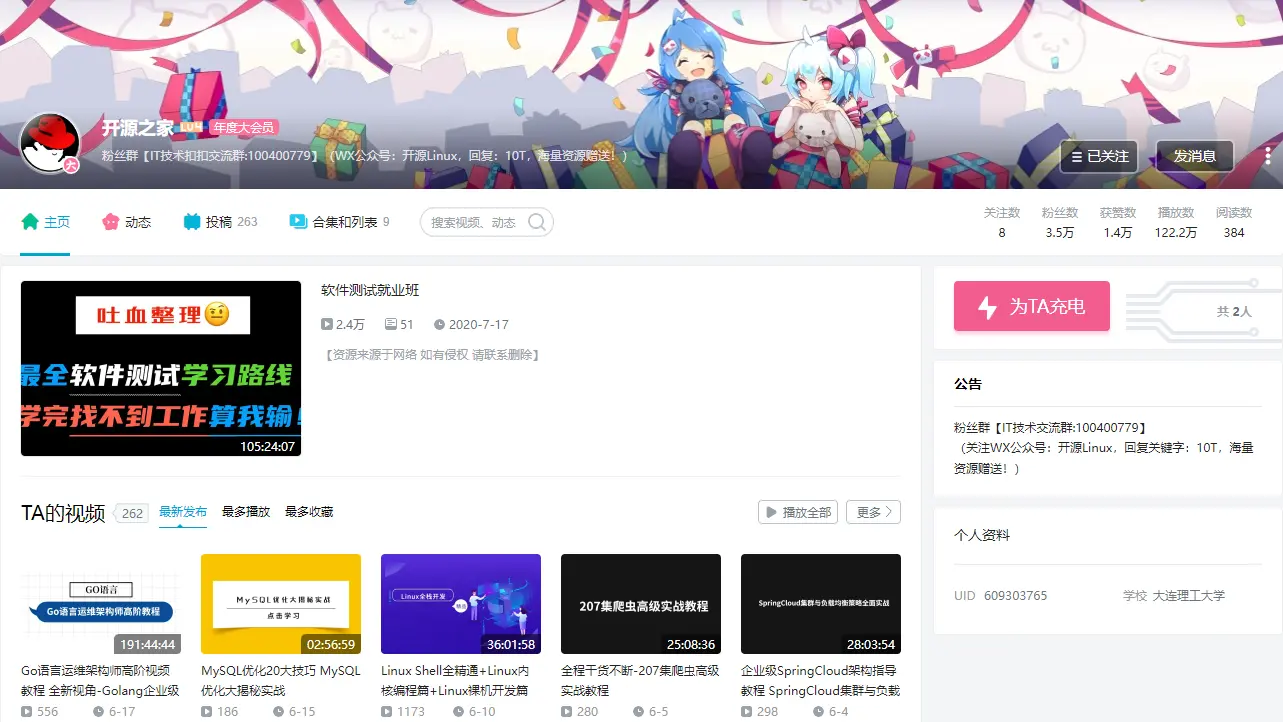 开源之家 LV4 年度大会员
粉丝群【IT技术扣扣交流群:100400779】（WX公众号：开源Linux，回复：10T，海量资源赠送！）
已关注 发消息
主页 动态 投稿 263 合集和列表 9 搜索视频、动态
关注数 粉丝数 获赞数 播放数 阅读数
8 3.5万 1.4万 122.2万 384
吐血整理
最全软件测试学习路线
学完找不到工作算我输!
105:24:07
软件测试就业班
2.4万 51 2020-7-17
【资源来源于网络 如有侵权 请联系删除】
为TA充电 共 2人
公告
粉丝群【IT技术交流群:100400779】
（关注WX公众号：开源Linux，回复关键字：10T，海量
资源赠送！）
个人资料
UID 609303765 学校 大连理工大学
TA的视频 262 最新发布 最多播放 最多收藏 播放全部 更多
GO语言
Go语言运维架构师高阶教程
191:44:44
Go语言运维架构师高阶视频
教程 全新视角-Golang企业级
556 6-17
MySQL优化大揭秘实战
点击学习
02:56:59
MySQL优化20大技巧 MySQL
优化大揭秘实战
186 6-15
Linux全栈开发
精品
36:01:58
Linux Shell全精通+Linux内
核编程篇+Linux裸机开发篇
1173 6-10
207集爬虫高级实战教程
25:08:36
全程干货不断-207集爬虫高级
实战教程
280 6-5
SpringCloud集群与负载均衡策略全面实战
28:03:54
企业级SpringCloud架构指导
教程 SpringCloud集群与负载
298 6-4